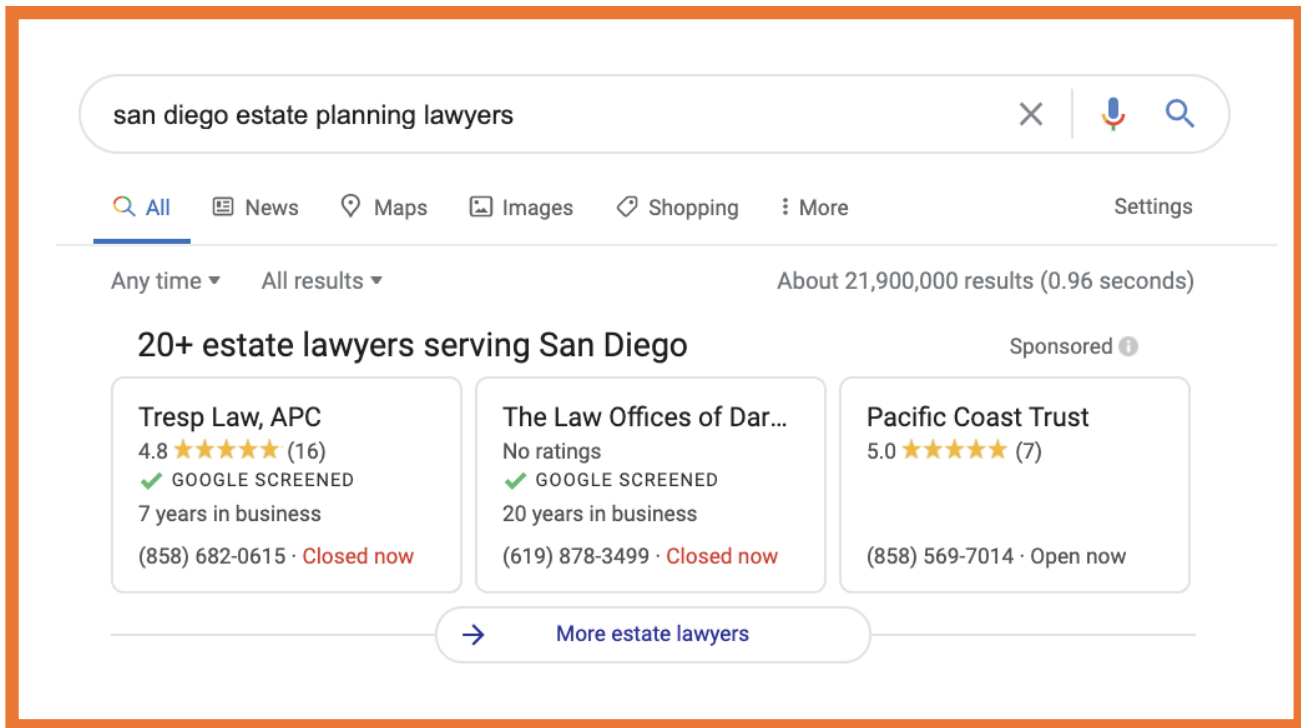 san diego estate planning lawyers
All News Maps Images Shopping More Settings
Any time All results About 21,900,000 results (0.96 seconds)
20+ estate lawyers serving San Diego Sponsored
Tresp Law, APC
4.8 (16)
GOOGLE SCREENED
7 years in business
(858) 682-0615 · Closed now
The Law Offices of Dar...
No ratings
GOOGLE SCREENED
20 years in business
(619) 878-3499 · Closed now
Pacific Coast Trust
5.0 (7)
(858) 569-7014 · Open now
More estate lawyers